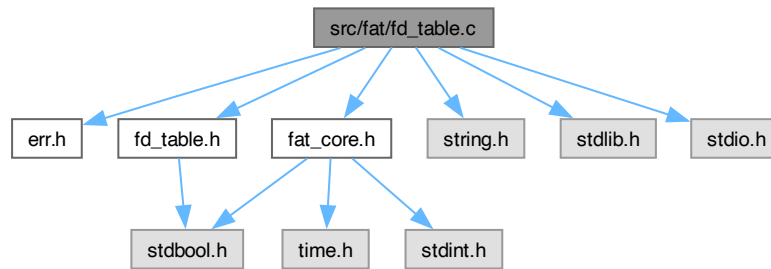 src/fat/fd_table.c
err.h
fd_table.h
fat_core.h
string.h
stdlib.h
stdio.h
stdbool.h
time.h
stdint.h